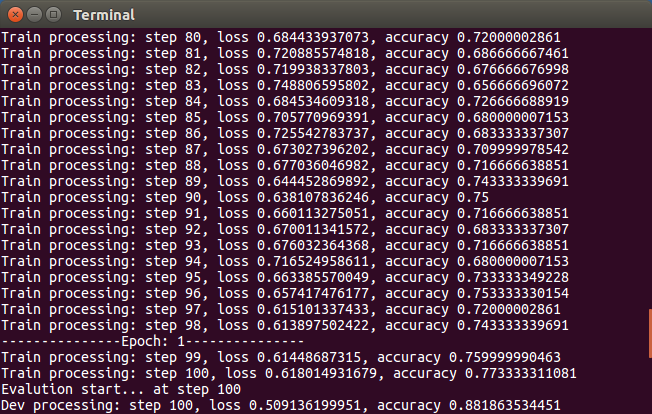 Terminal
Train processing: step 80, loss 0.684433937073, accuracy 0.72000002861
Train processing: step 81, loss 0.720885574818, accuracy 0.686666667461
Train processing: step 82, loss 0.719938337803, accuracy 0.676666676998
Train processing: step 83, loss 0.748806595802, accuracy 0.656666696072
Train processing: step 84, loss 0.684534609318, accuracy 0.726666688919
Train processing: step 85, loss 0.705770969391, accuracy 0.680000007153
Train processing: step 86, loss 0.725542783737, accuracy 0.683333337307
Train processing: step 87, loss 0.673027396202, accuracy 0.709999978542
Train processing: step 88, loss 0.677036046982, accuracy 0.716666638851
Train processing: step 89, loss 0.644452869892, accuracy 0.743333339691
Train processing: step 90, loss 0.638107836246, accuracy 0.75
Train processing: step 91, loss 0.660113275051, accuracy 0.716666638851
Train processing: step 92, loss 0.670011341572, accuracy 0.683333337307
Train processing: step 93, loss 0.676032364368, accuracy 0.716666638851
Train processing: step 94, loss 0.716524958611, accuracy 0.680000007153
Train processing: step 95, loss 0.663385570049, accuracy 0.733333349228
Train processing: step 96, loss 0.657417476177, accuracy 0.753333330154
Train processing: step 97, loss 0.615101337433, accuracy 0.72000002861
Train processing: step 98, loss 0.613897502422, accuracy 0.743333339691
---------------Epoch: 1---------------
Train processing: step 99, loss 0.61448687315, accuracy 0.759999990463
Train processing: step 100, loss 0.618014931679, accuracy 0.773333311081
Evalution start... at step 100
Dev processing: step 100, loss 0.509136199951, accuracy 0.881863534451